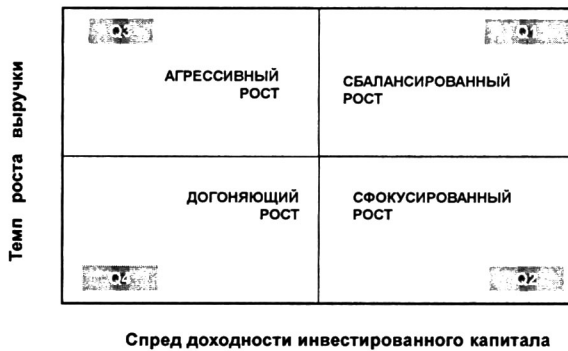 Q3
Q1
АГРЕССИВНЫЙ
РОСТ
СБАЛАНСИРОВАННЫЙ
РОСТ
Темп роста выручки
ДОГОНЯЮЩИЙ
РОСТ
СФОКУСИРОВАННЫЙ
РОСТ
Q4
Q2
Спред доходности инвестированного капитала